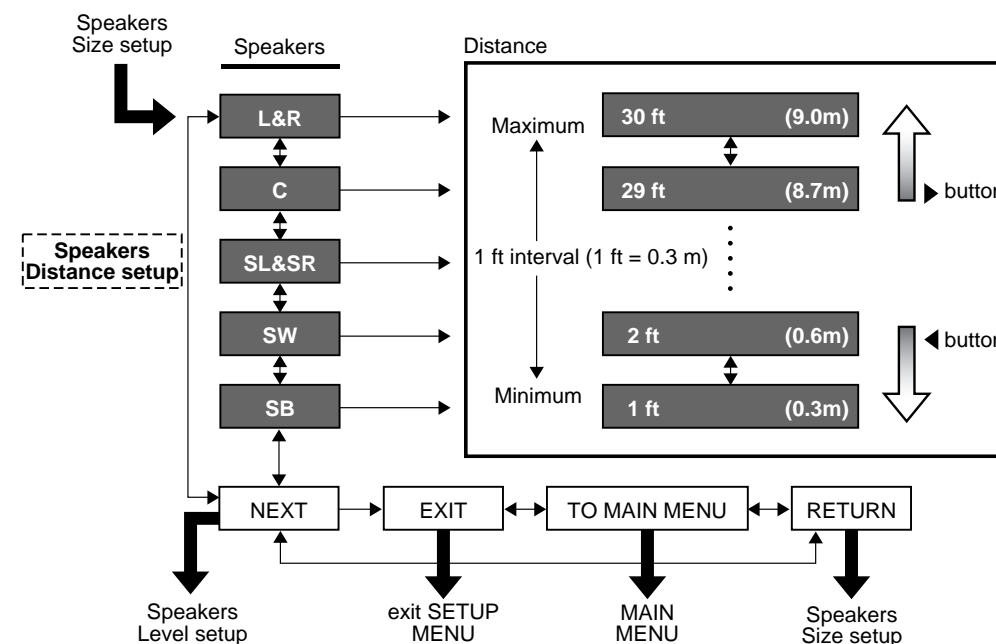 Speakers
Size setup
Speakers
Distance
L&R
C
SL&SR
SW
SB
Speakers
Distance setup
Maximum
1 ft interval (1 ft = 0.3 m)
Minimum
30 ft (9.0m)
29 ft (8.7m)
2 ft (0.6m)
1 ft (0.3m)
button
button
NEXT
EXIT
TO MAIN MENU
RETURN
Speakers
Level setup
exit SETUP
MENU
MAIN
MENU
Speakers
Size setup